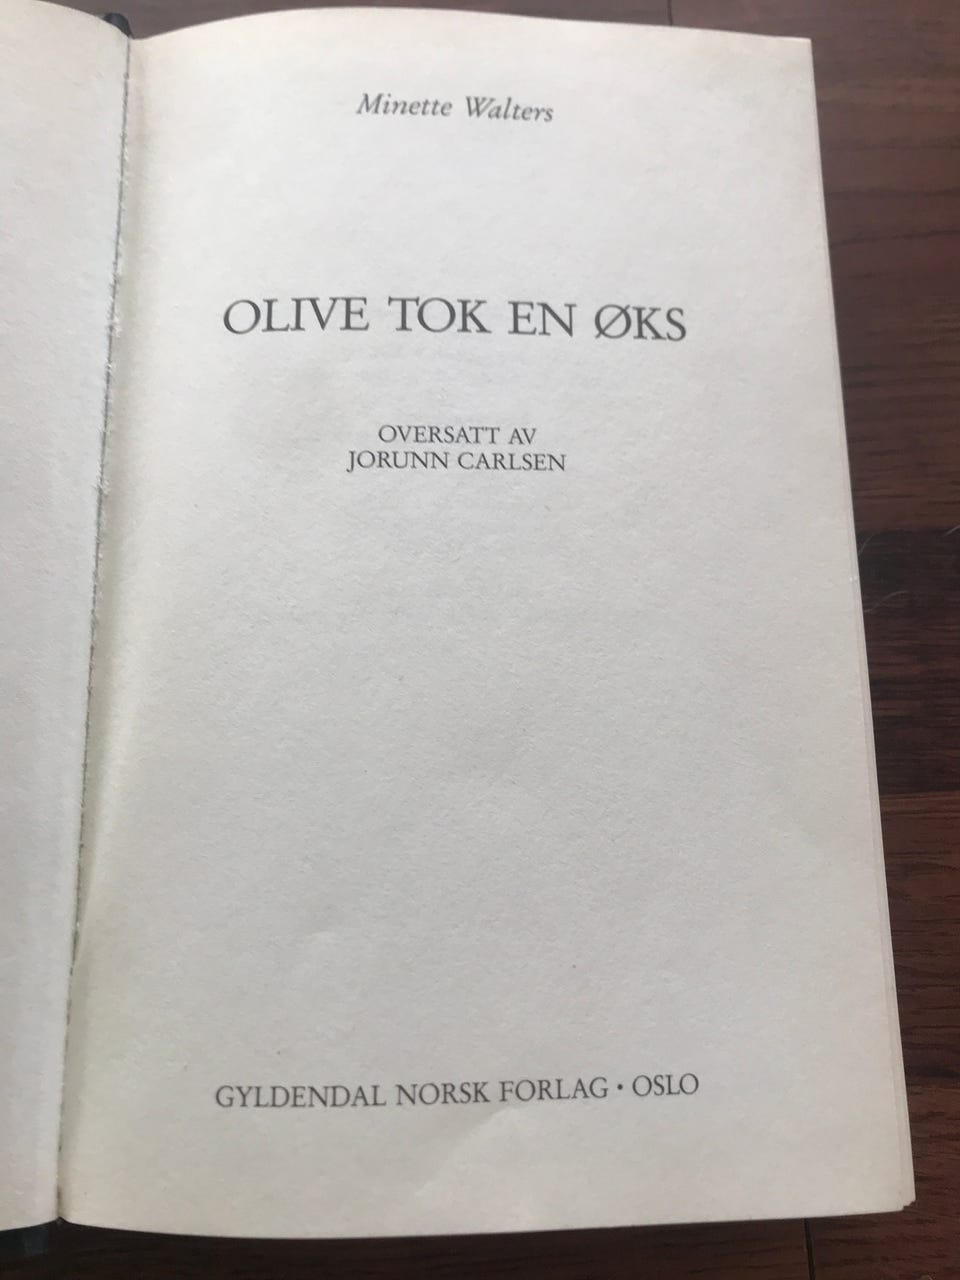 Minette Walters
OLIVE TOK EN ØKS
OVERSATT AV
JORUNN CARLSEN
GYLDENDAL NORSK FORLAG • OSLO